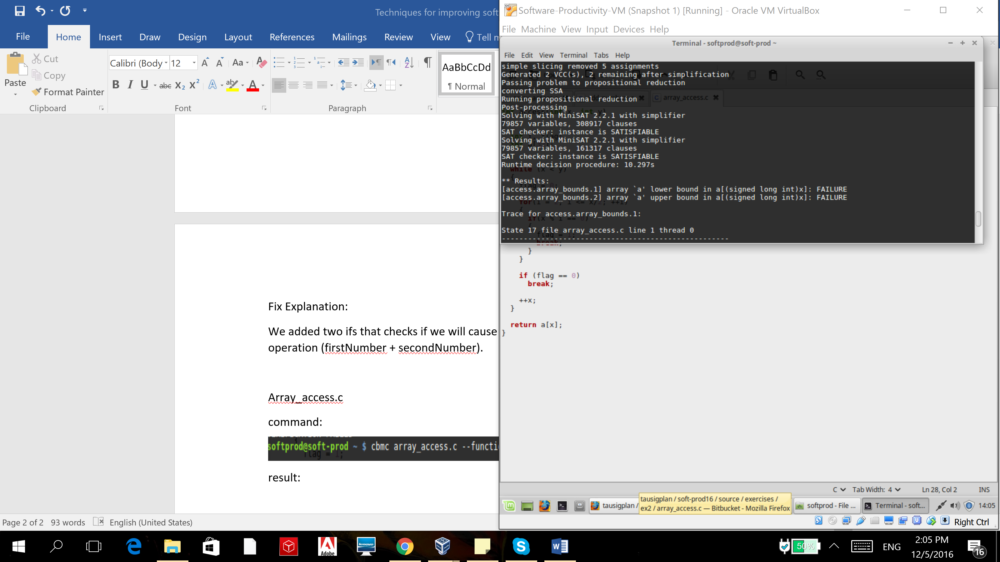 Techniques for improving soft
File
Home
Insert
Draw
Design
Layout
References
Mailings
Review
View
Tell m
Paste
Cut
Copy
Format Painter
Clipboard
Calibri (Body
12
Font
Paragraph
AaBbCcDd
¶ Normal
Fix Explanation:
We added two ifs that checks if we will cause
operation (firstNumber + secondNumber).
Array_access.c
command:
softprod@soft-prod ~ $ cbmc array_access.c --functi
flag = 1;
result:
Page 2 of 2 93 words English (United States)
Software-Productivity-VM (Snapshot 1) [Running] - Oracle VM VirtualBox
File Machine View Input Devices Help
Terminal - softprod@soft-prod ~
File Edit View Terminal Tabs Help
simple slicing removed 5 assignments
Generated 2 VCC(s), 2 remaining after simplification
Passing problem to propositional reduction
converting SSA
Running propositional reduction
array_access.c
Post-processing
Solving with MiniSAT 2.2.1 with simplifier
79857 variables, 308917 clauses
SAT checker: instance is SATISFIABLE
Solving with MiniSAT 2.2.1 with simplifier
79857 variables, 161317 clauses
SAT checker: instance is SATISFIABLE
Runtime decision procedure: 10.297s
while (x < y)
** Results:
[access.array_bounds.1] array `a' lower bound in a[(signed long int)x]: FAILURE
[access.array_bounds.2] array `a' upper bound in a[(signed long int)x]: FAILURE
Trace for access.array_bounds.1:
if(x % i == 0)
State 17 file array_access.c line 1 thread 0
flag = 1;
------------------------------------------------
break;
}
}
if (flag == 0)
break;
++x;
}
return a[x];
}
C Tab Width: 4 Ln 28, Col 2 INS
tausigplan / soft-prod16 / source / exercises /
ex2 / array_access.c — Bitbucket - Mozilla Firefox
tausigplan /
softprod - File ...
Terminal - soft...
14:05
Right Ctrl
50%
ENG
2:05 PM
12/5/2016
16
Adobe
lenovo